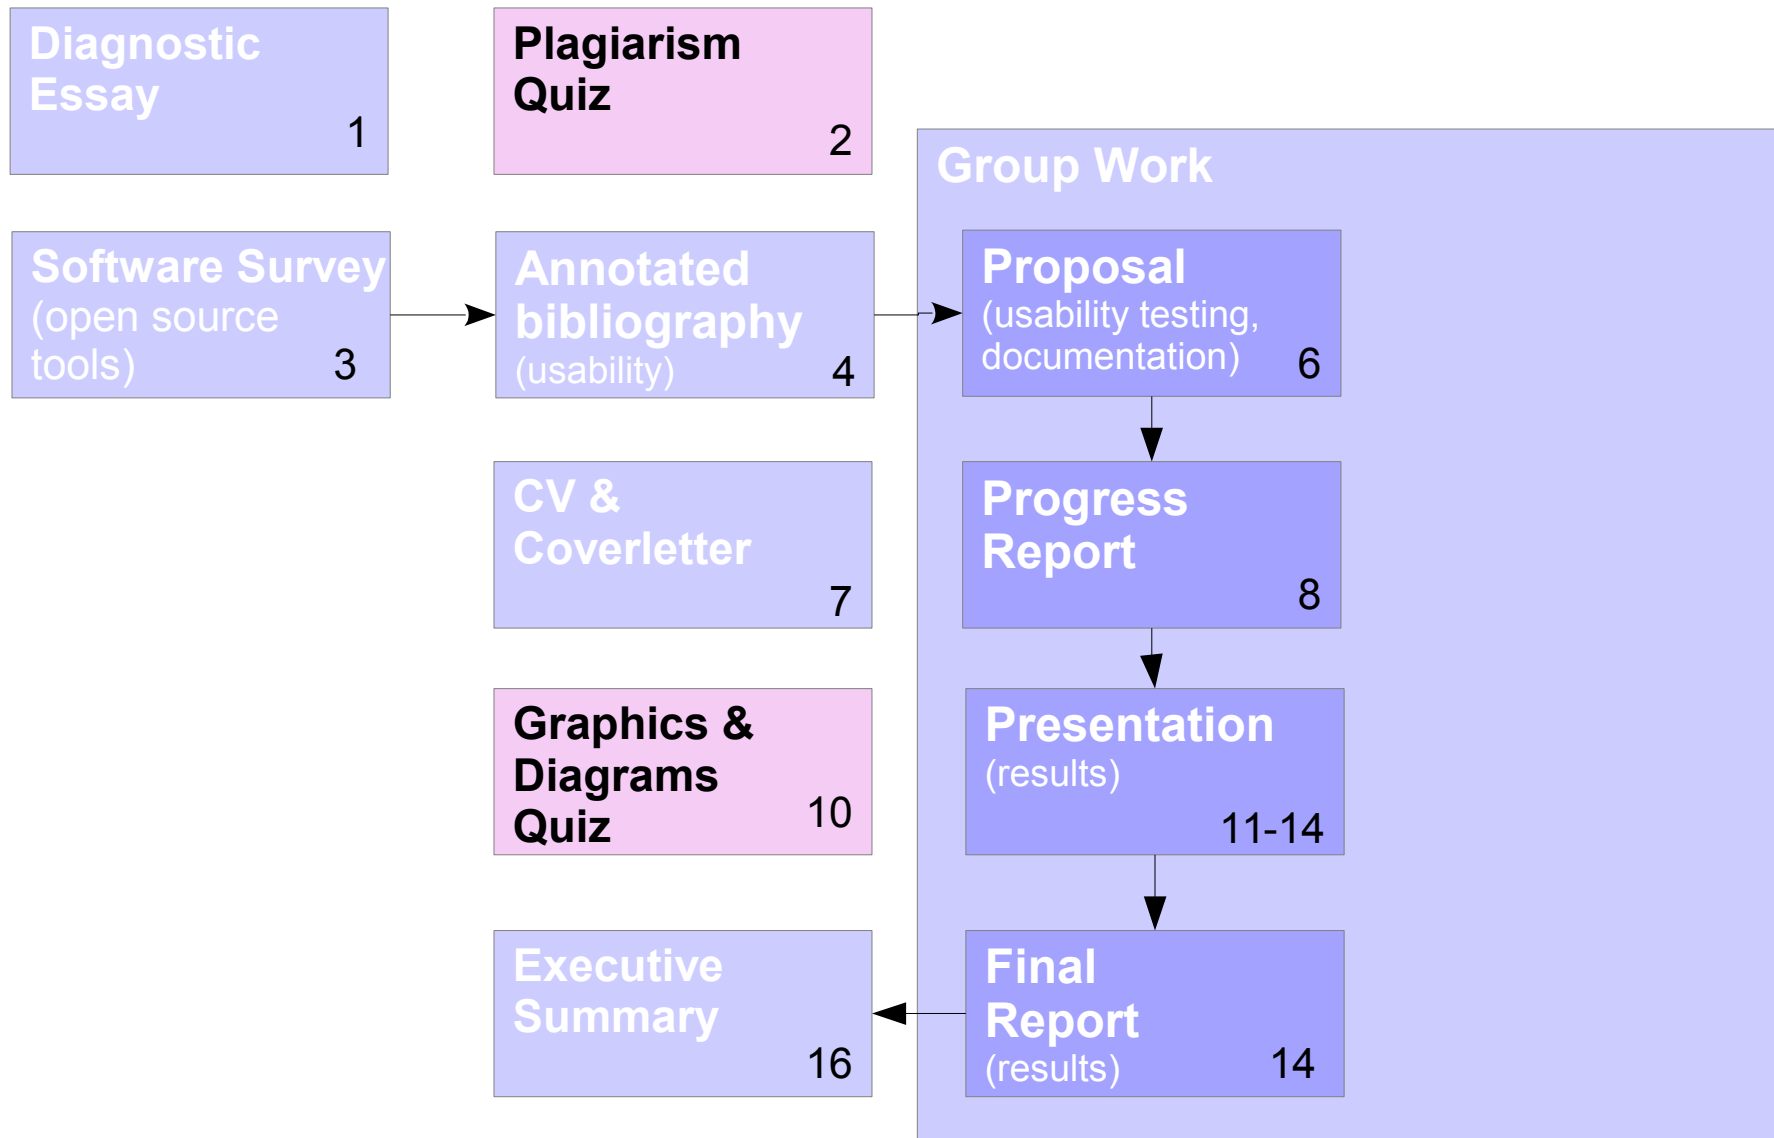 Diagnostic
Essay
1
Plagiarism
Quiz
2
Group Work
Software Survey
(open source
tools)
3
Annotated
bibliography
(usability)
4
Proposal
(usability testing,
documentation)
6
CV &
Coverletter
7
Progress
Report
8
Graphics &
Diagrams
Quiz
10
Presentation
(results)
11-14
Executive
Summary
16
Final
Report
(results)
14